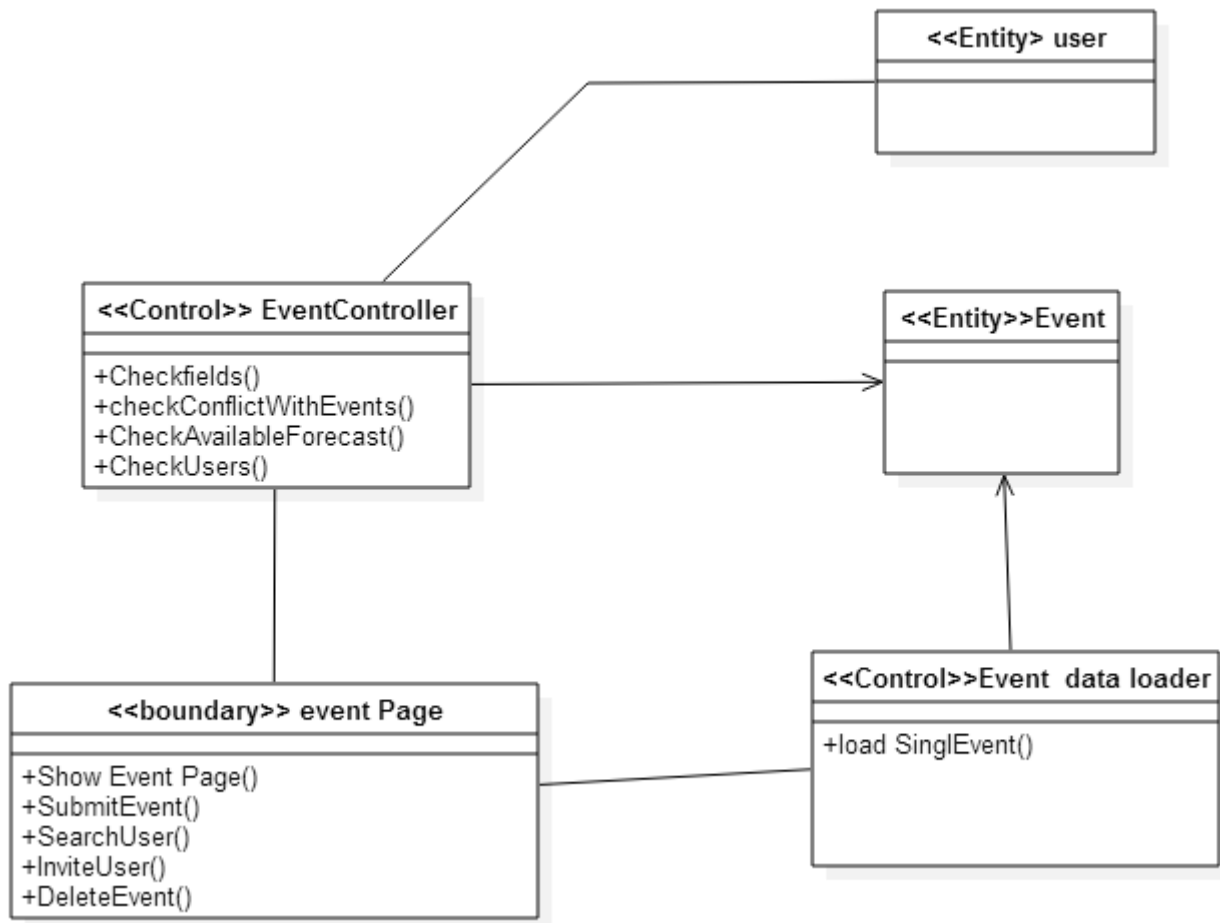 <<Entity> user
<<Control>> EventController
+Checkfields()
+checkConflictWithEvents()
+CheckAvailableForecast()
+CheckUsers()
<<Entity>>Event
<<boundary>> event Page
+Show Event Page()
+SubmitEvent()
+SearchUser()
+InviteUser()
+DeleteEvent()
<<Control>>Event  data loader
+load SinglEvent()